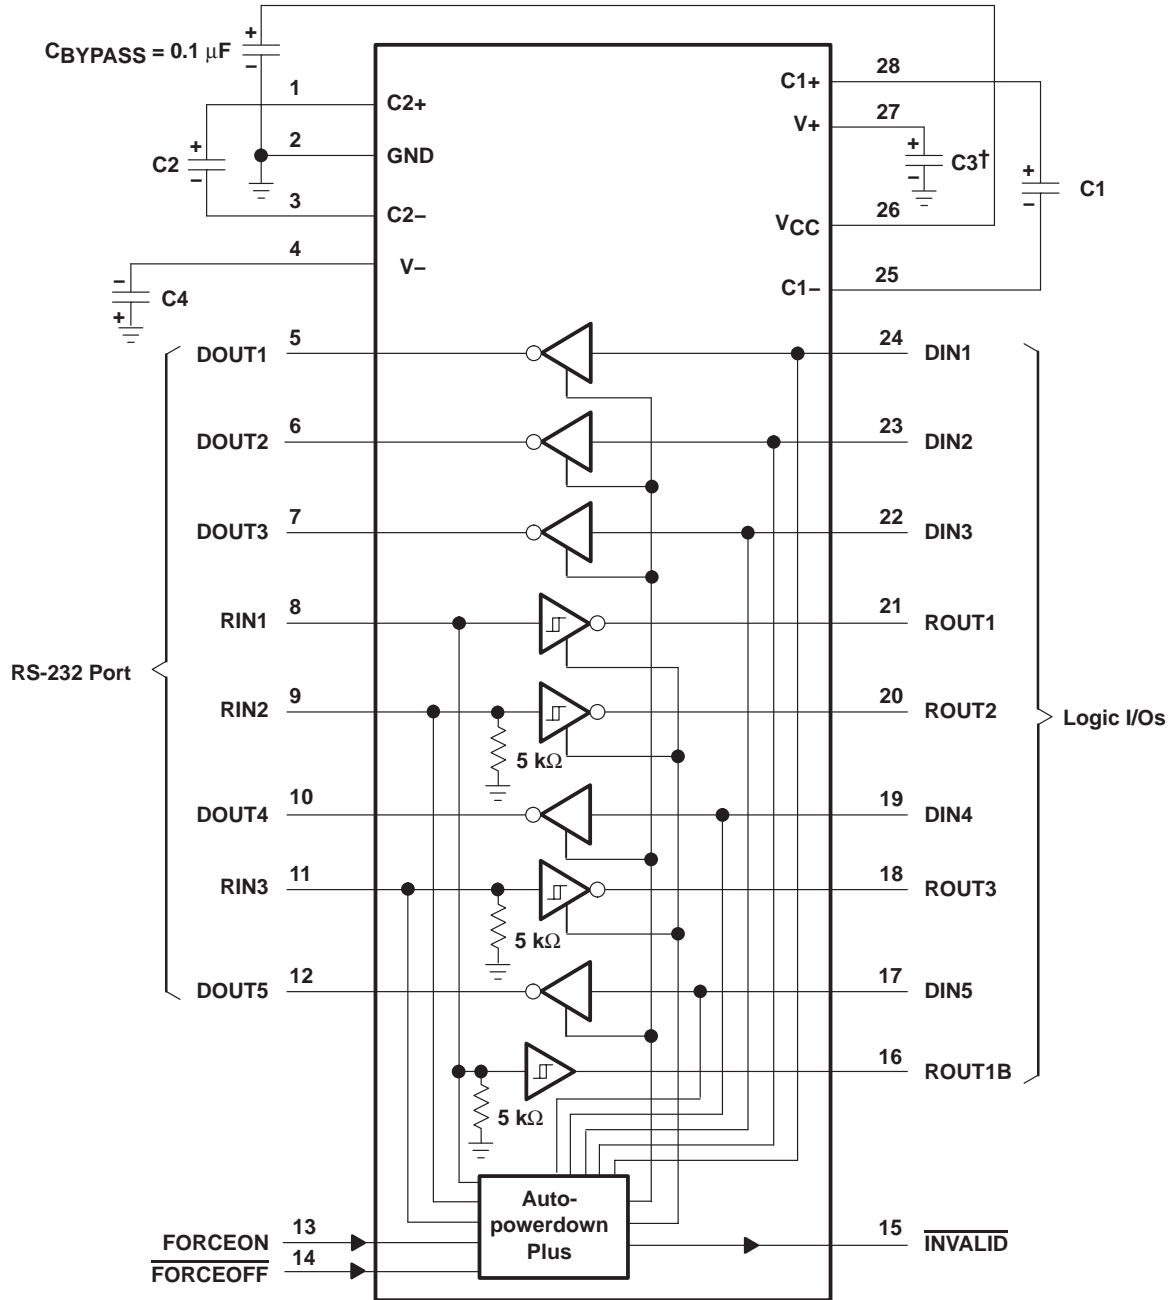 CBYPASS = 0.1 μF
+
−
1
C2+
C1+
28
2
GND
V+
27
+
−
C3†
C2
+
−
3
C2−
VCC
26
+
−
C1
4
V−
C1−
25
−
+
C4
DOUT1
5
24
DIN1
DOUT2
6
23
DIN2
DOUT3
7
22
DIN3
RIN1
8
21
ROUT1
RS-232 Port
RIN2
9
20
ROUT2
Logic I/Os
5 kΩ
DOUT4
10
19
DIN4
RIN3
11
18
ROUT3
5 kΩ
DOUT5
12
17
DIN5
16
ROUT1B
5 kΩ
Auto-
powerdown
Plus
FORCEON
13
15
INVALID
FORCEOFF
14